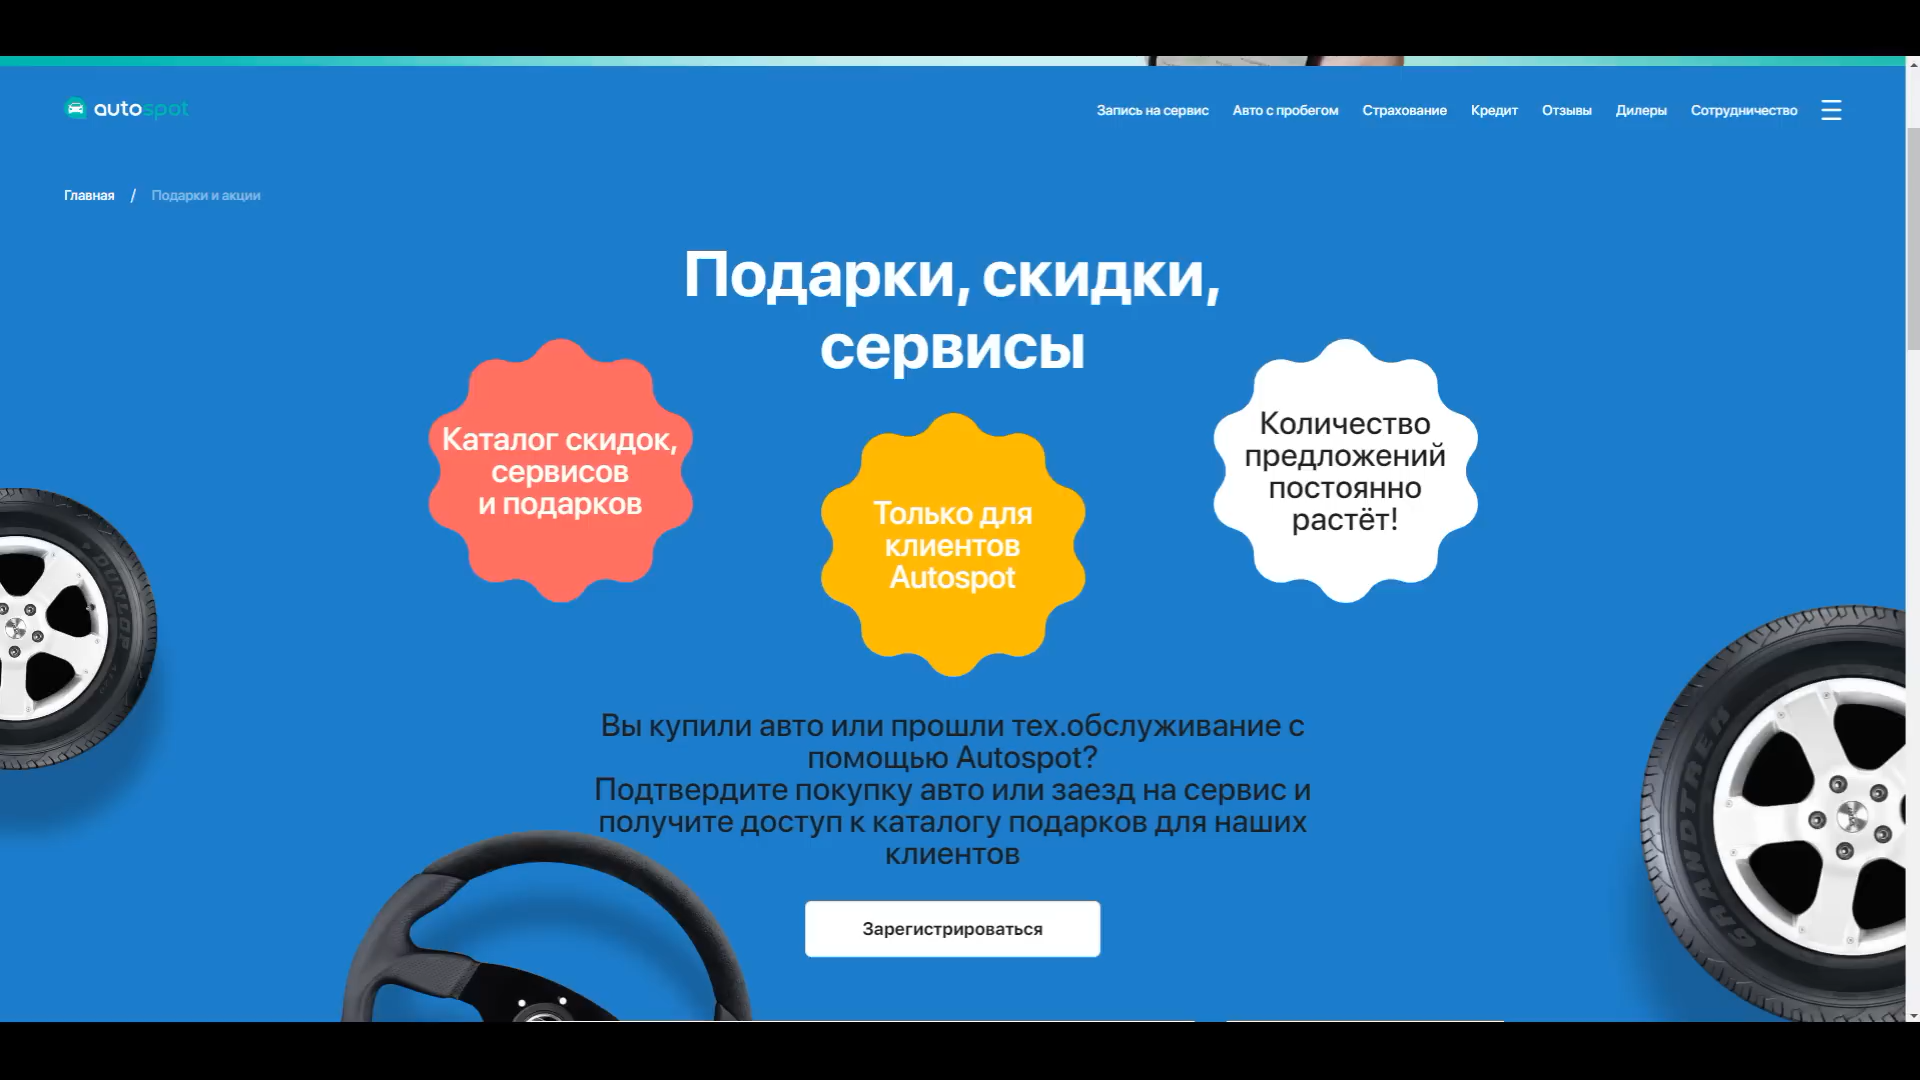 autospot
Запись на сервис
Авто с пробегом
Страхование
Кредит
Отзывы
Дилеры
Сотрудничество
Главная / Подарки и акции
Подарки, скидки,
сервисы
Каталог скидок,
сервисов
и подарков
Только для
клиентов
Autospot
Количество
предложений
постоянно
растёт!
DUNLOP
GRANDTREK
Вы купили авто или прошли тех.обслуживание с
помощью Autospot?
Подтвердите покупку авто или заезд на сервис и
получите доступ к каталогу подарков для наших
клиентов
Зарегистрироваться